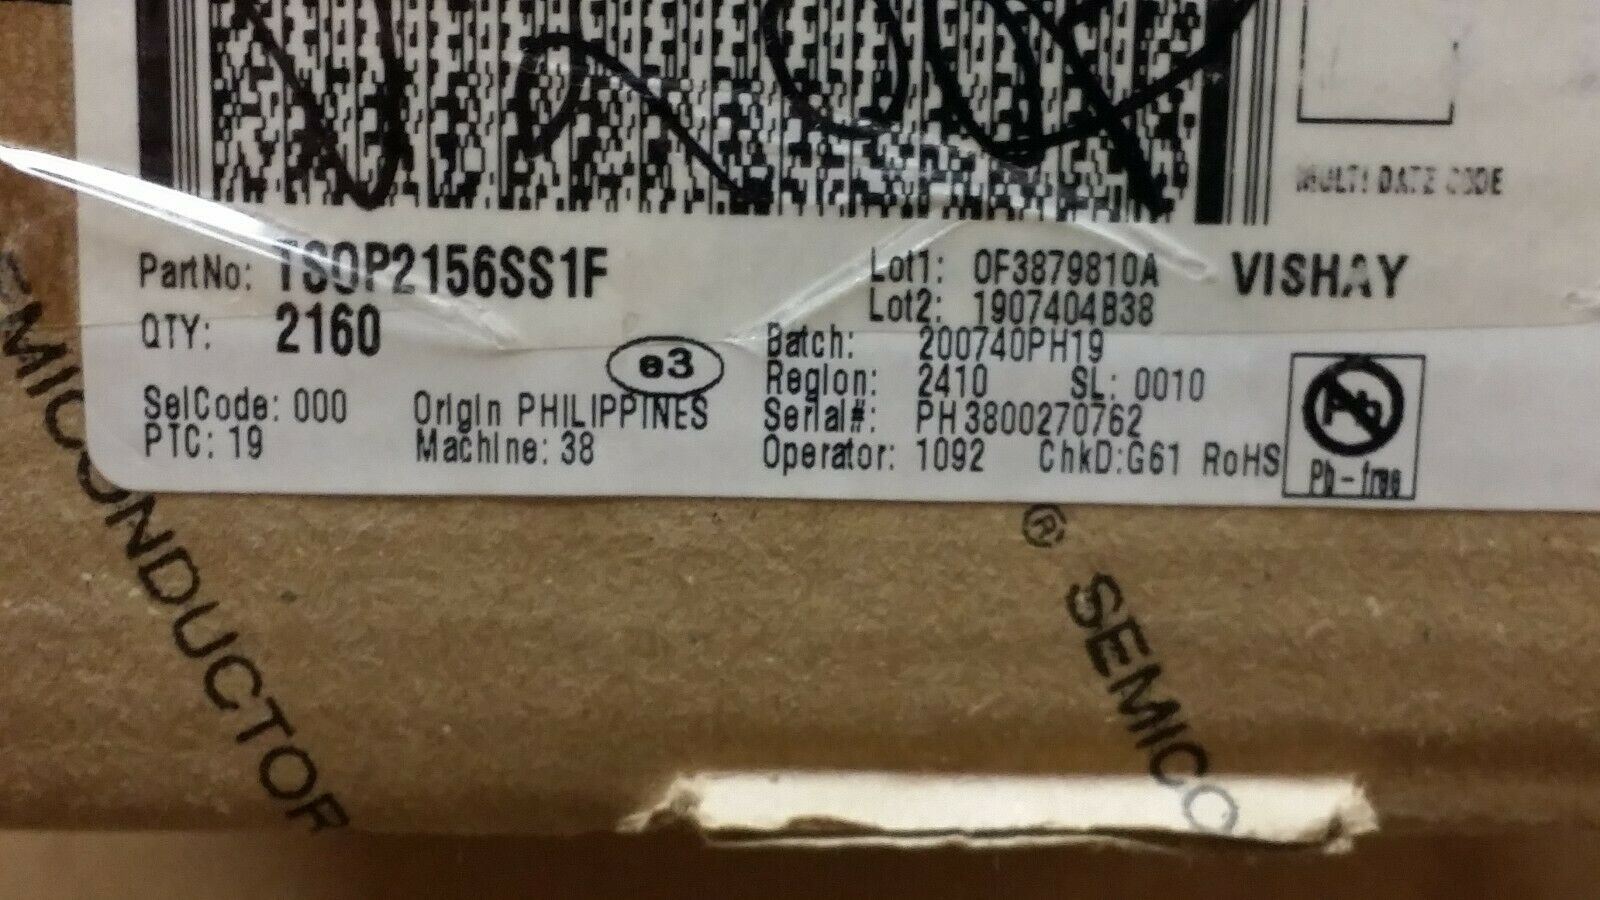 MULTI DATE CODE
PartNo: TSOP2156SS1F
QTY: 2160
e3
SelCode: 000 Origin PHILIPPINES
PTC: 19 Machine: 38
Lot1: 0F3879810A
Lot2: 1907404B38
Batch: 200740PH19
Region: 2410 SL: 0010
Serial#: PH3800270762
Operator: 1092 ChkD:G61 RoHS
VISHAY
Pb
Pb-free
SEMICONDUCTOR
® SEMICO